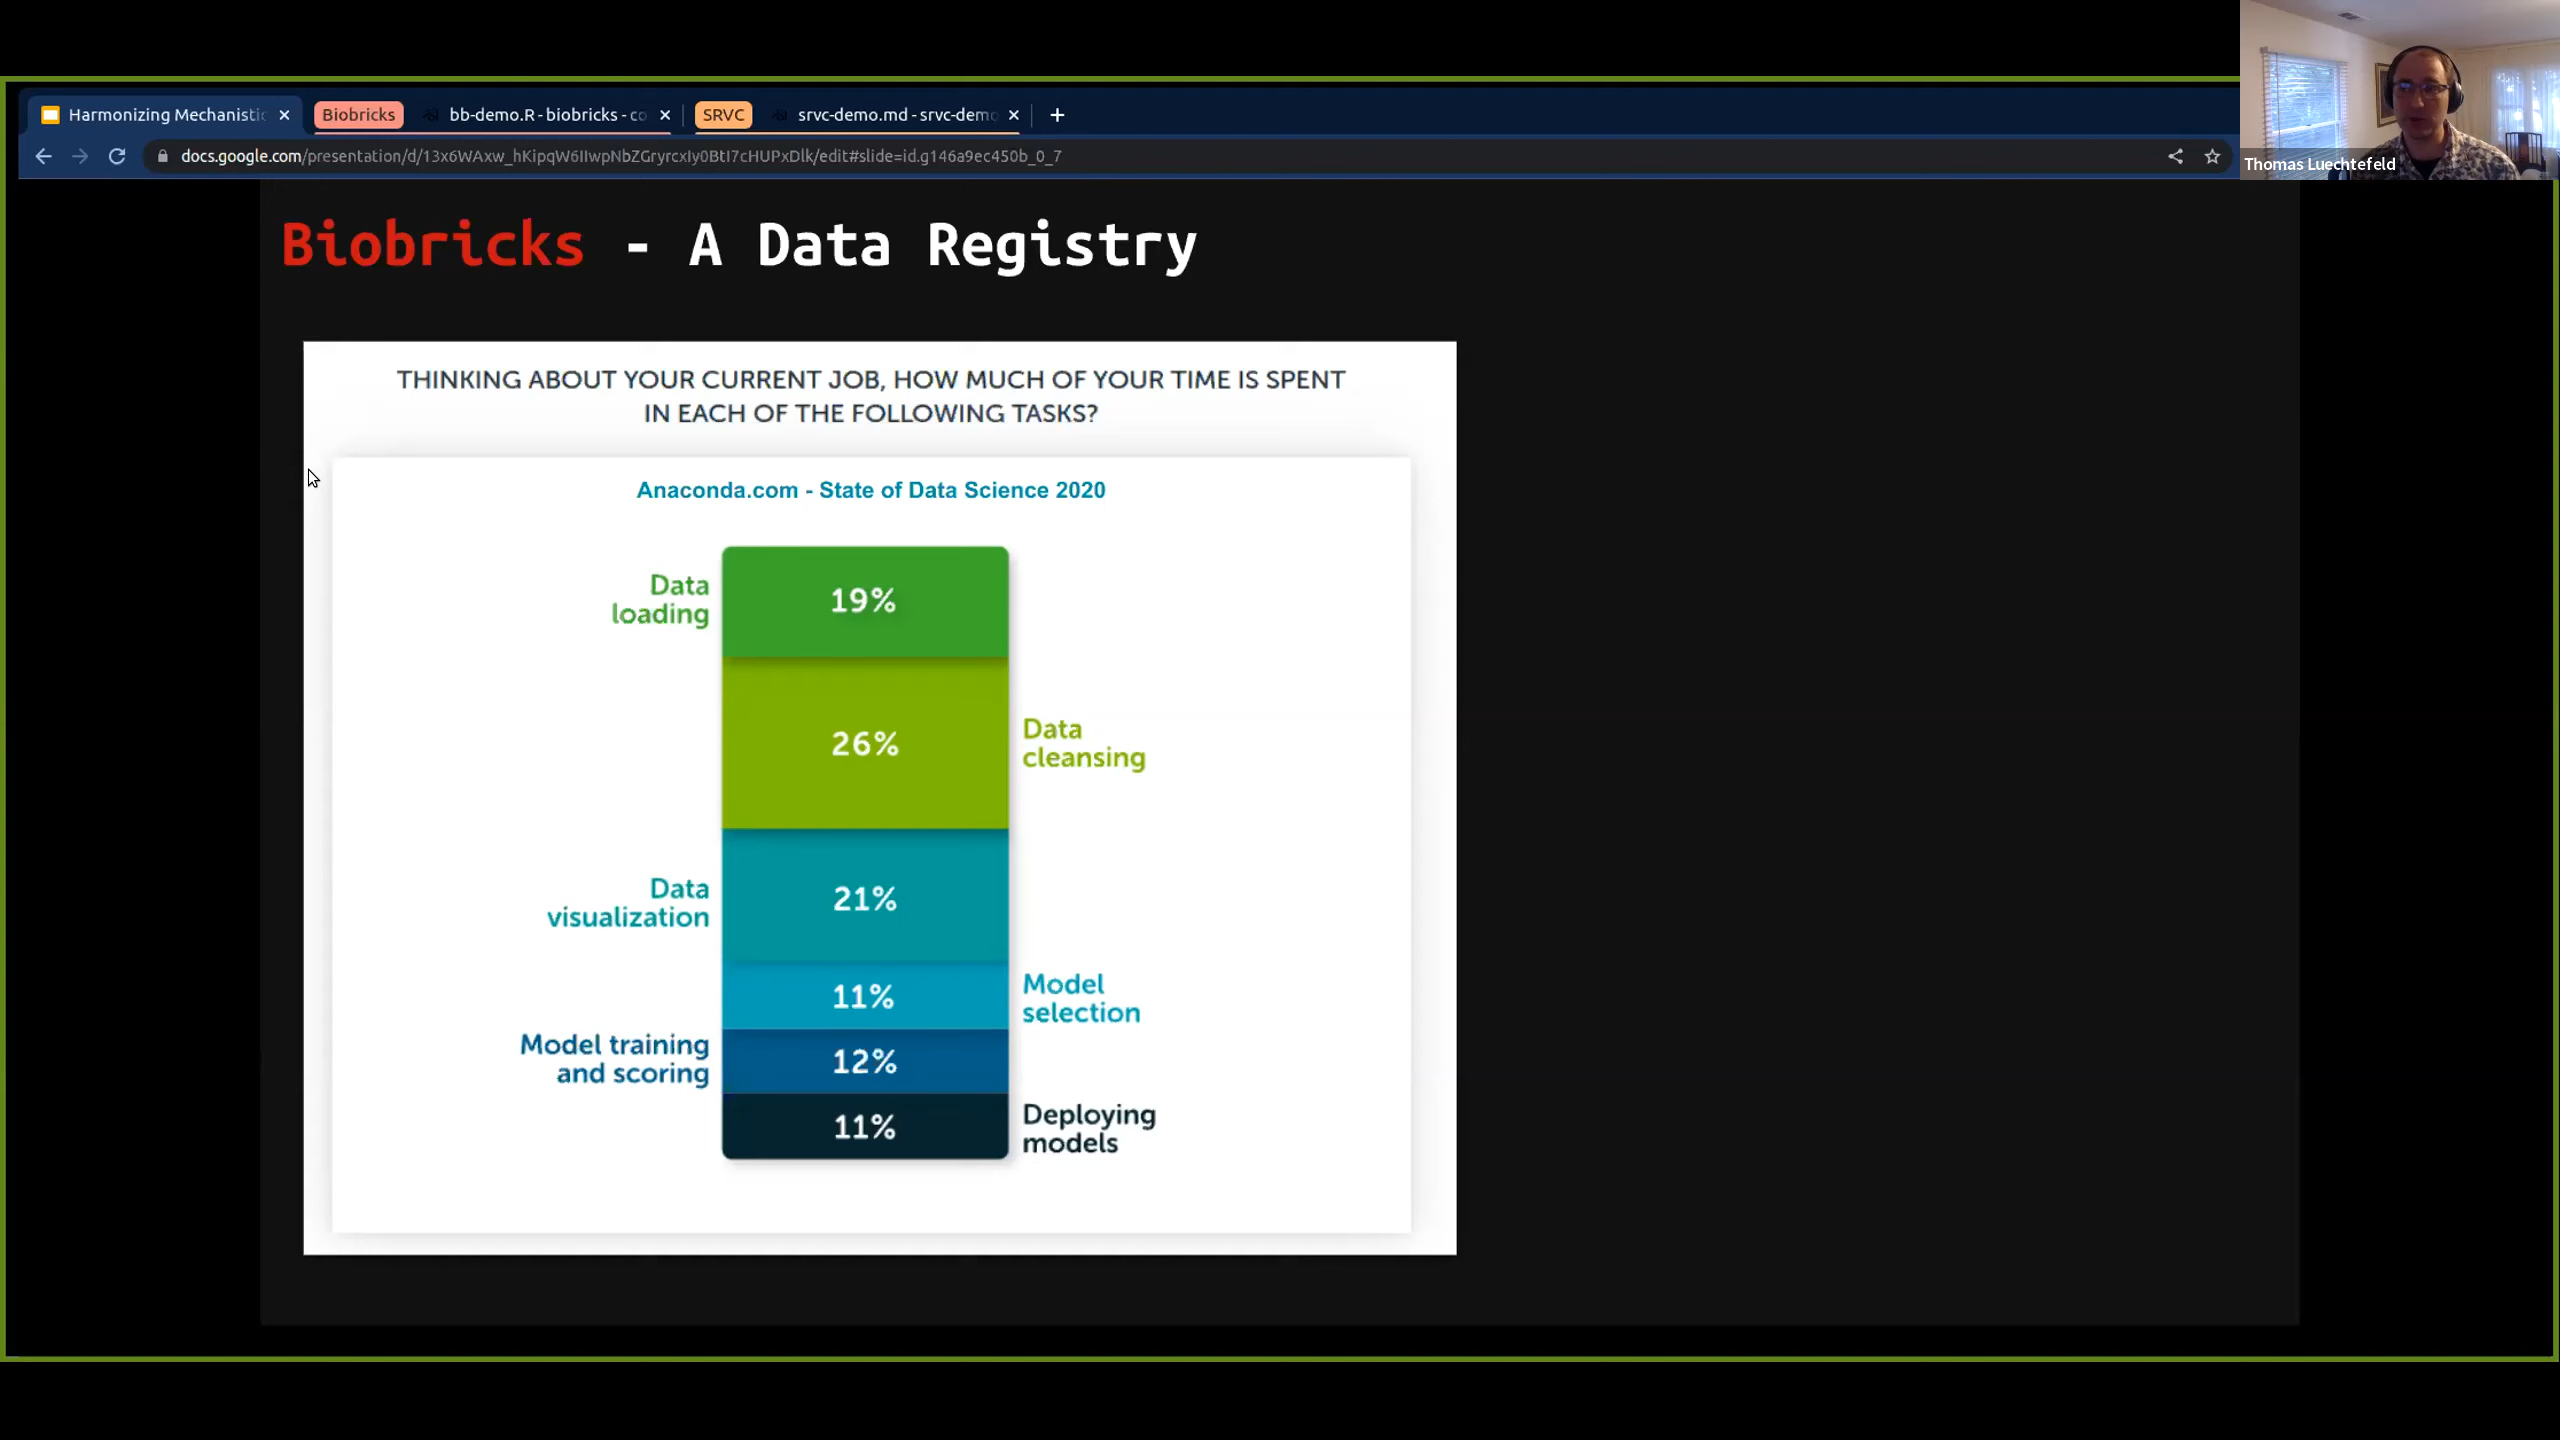 Harmonizing Mechanistic
Biobricks
bb-demo.R - biobricks - co
SRVC
srvc-demo.md - srvc-demo
docs.google.com/presentation/d/13x6WAxw_hKipqW6IIwpNbZGryrcxIy0BtI7cHUPxDlk/edit#slide=id.g146a9ec450b_0_7
Thomas Luechtefeld
Biobricks - A Data Registry
THINKING ABOUT YOUR CURRENT JOB, HOW MUCH OF YOUR TIME IS SPENT
IN EACH OF THE FOLLOWING TASKS?
Anaconda.com - State of Data Science 2020
Data
loading
19%
26%
Data
cleansing
Data
visualization
21%
11%
Model
selection
Model training
and scoring
12%
11%
Deploying
models